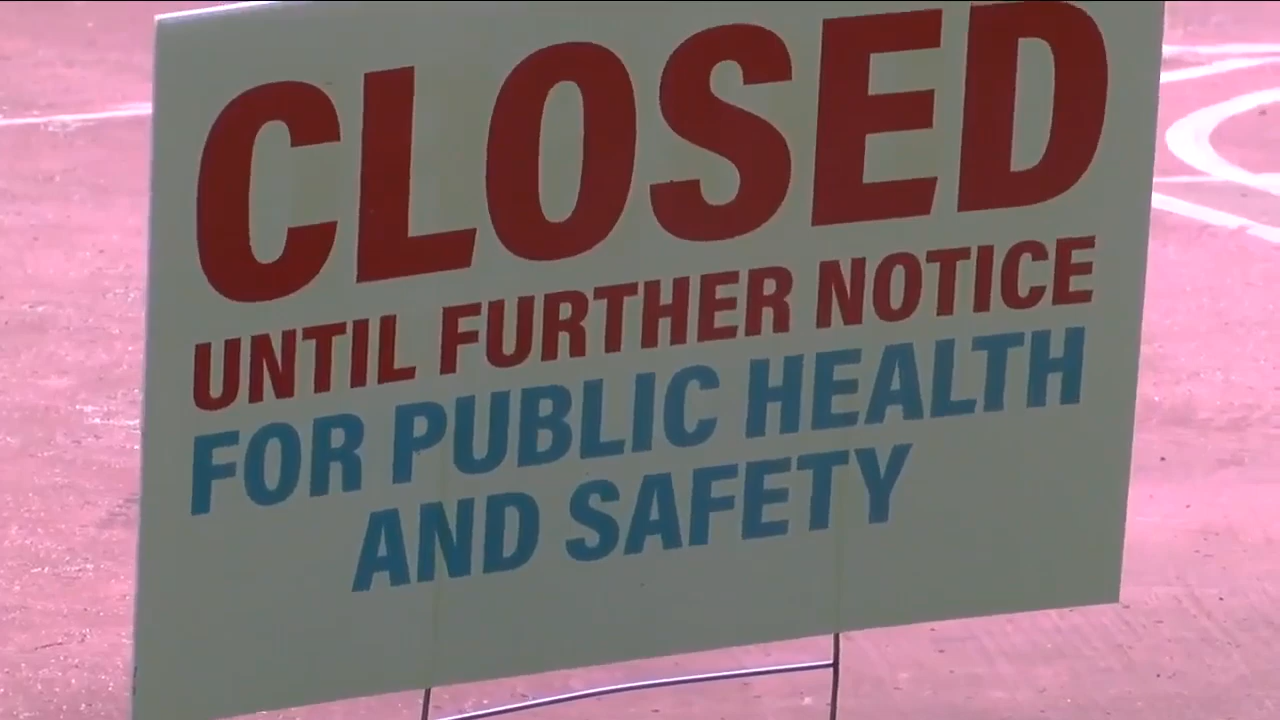 CLOSED
UNTIL FURTHER NOTICE
FOR PUBLIC HEALTH
AND SAFETY